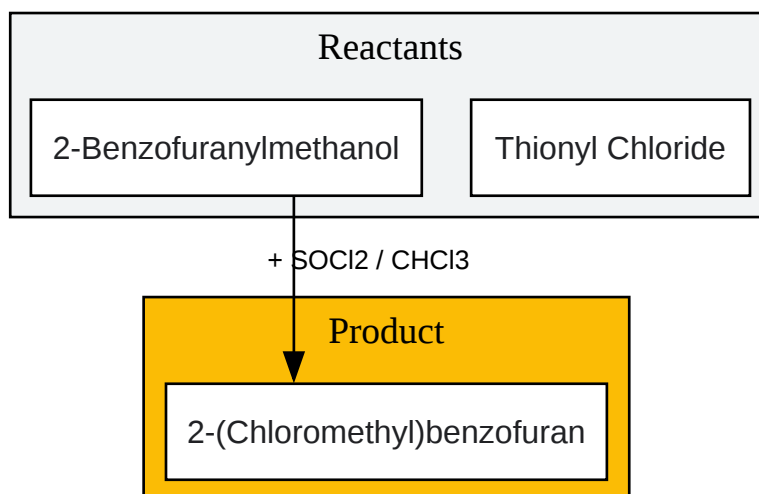 Reactants
2-Benzofuranylmethanol
Thionyl Chloride
+ SOCl2 / CHCl3
Product
2-(Chloromethyl)benzofuran